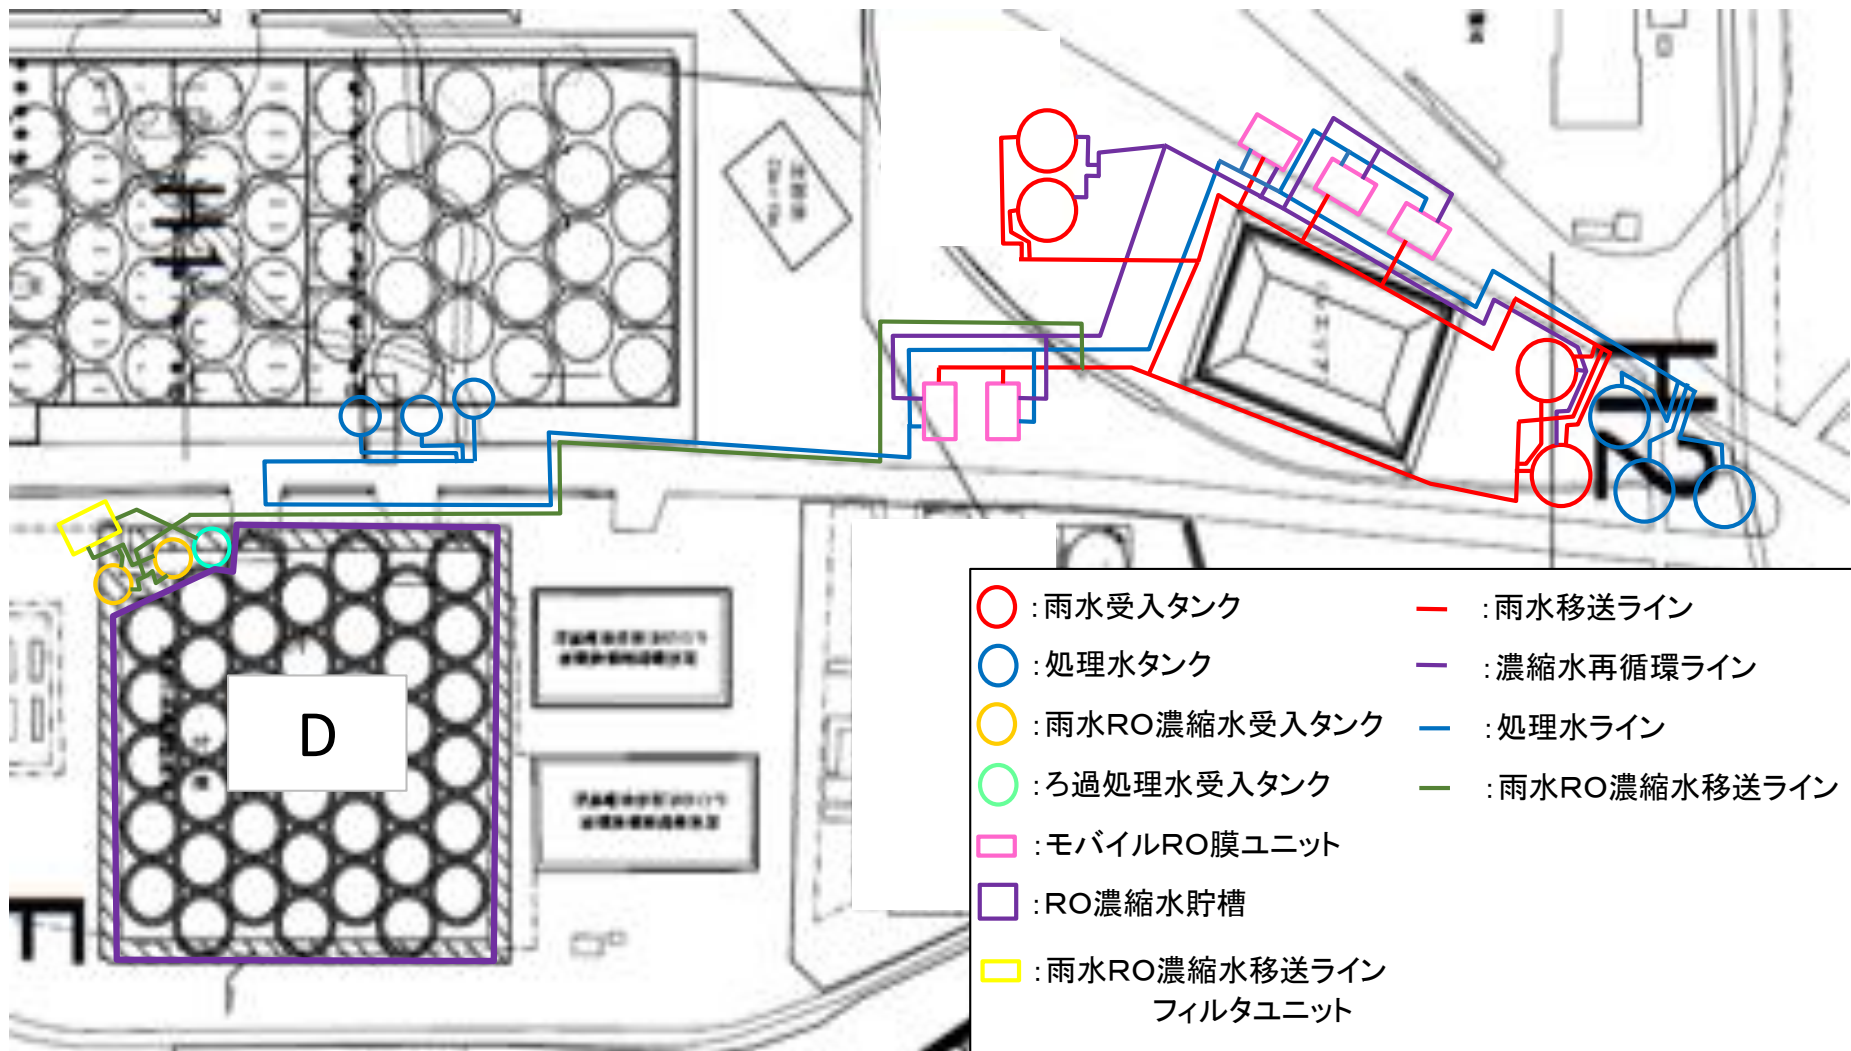 H1
H2
D
E
:雨水受入タンク
:処理水タンク
:雨水RO濃縮水受入タンク
:ろ過処理水受入タンク
:モバイルRO膜ユニット
:RO濃縮水貯槽
:雨水RO濃縮水移送ライン
フィルタユニット
:雨水移送ライン
:濃縮水再循環ライン
:処理水ライン
:雨水RO濃縮水移送ライン